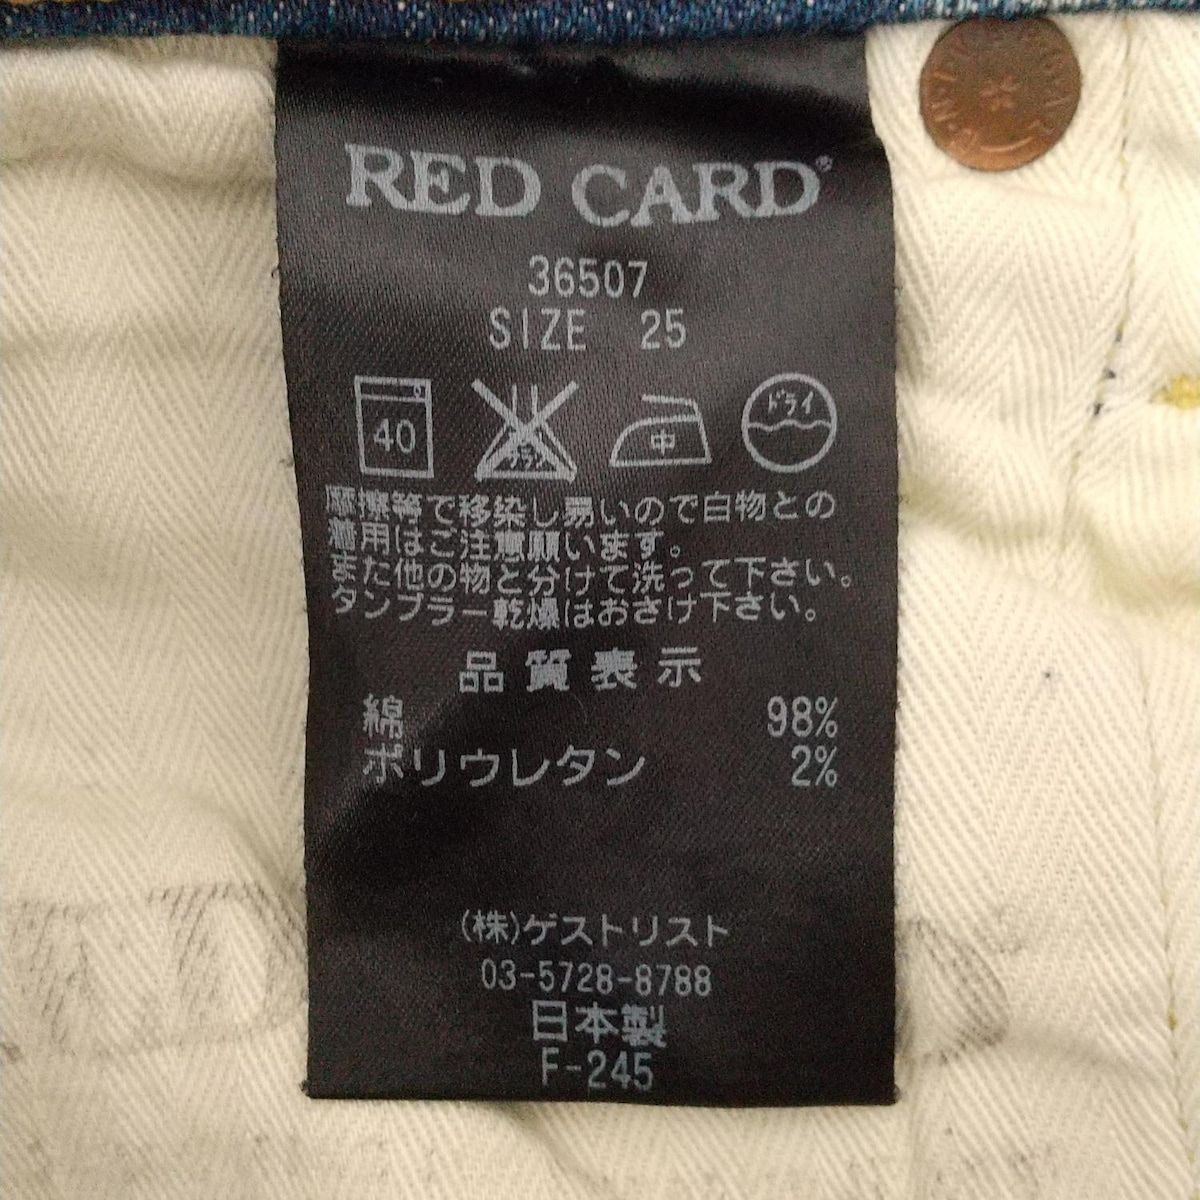 RED CARD®
36507
SIZE 25
40
中
ドライ
摩擦等で移染し易いので白物との
着用はご注意願います。
また他の物と分けて洗って下さい。
タンブラー乾燥はおさけ下さい。
品質表示
綿 98%
ポリウレタン 2%
(株)ゲストリスト
03-5728-8788
日本製
F-245